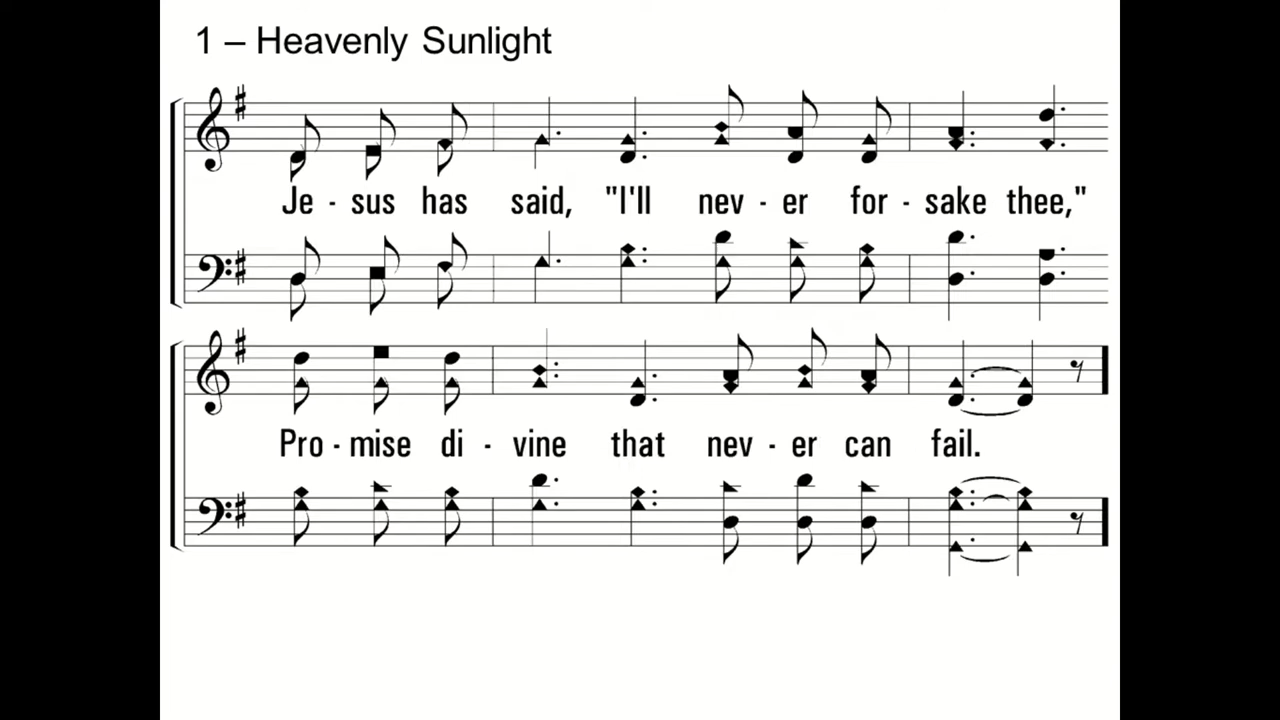 1 – Heavenly Sunlight
Je - sus has said, "I'll nev - er for - sake thee,"
Pro - mise di - vine that nev - er can fail.